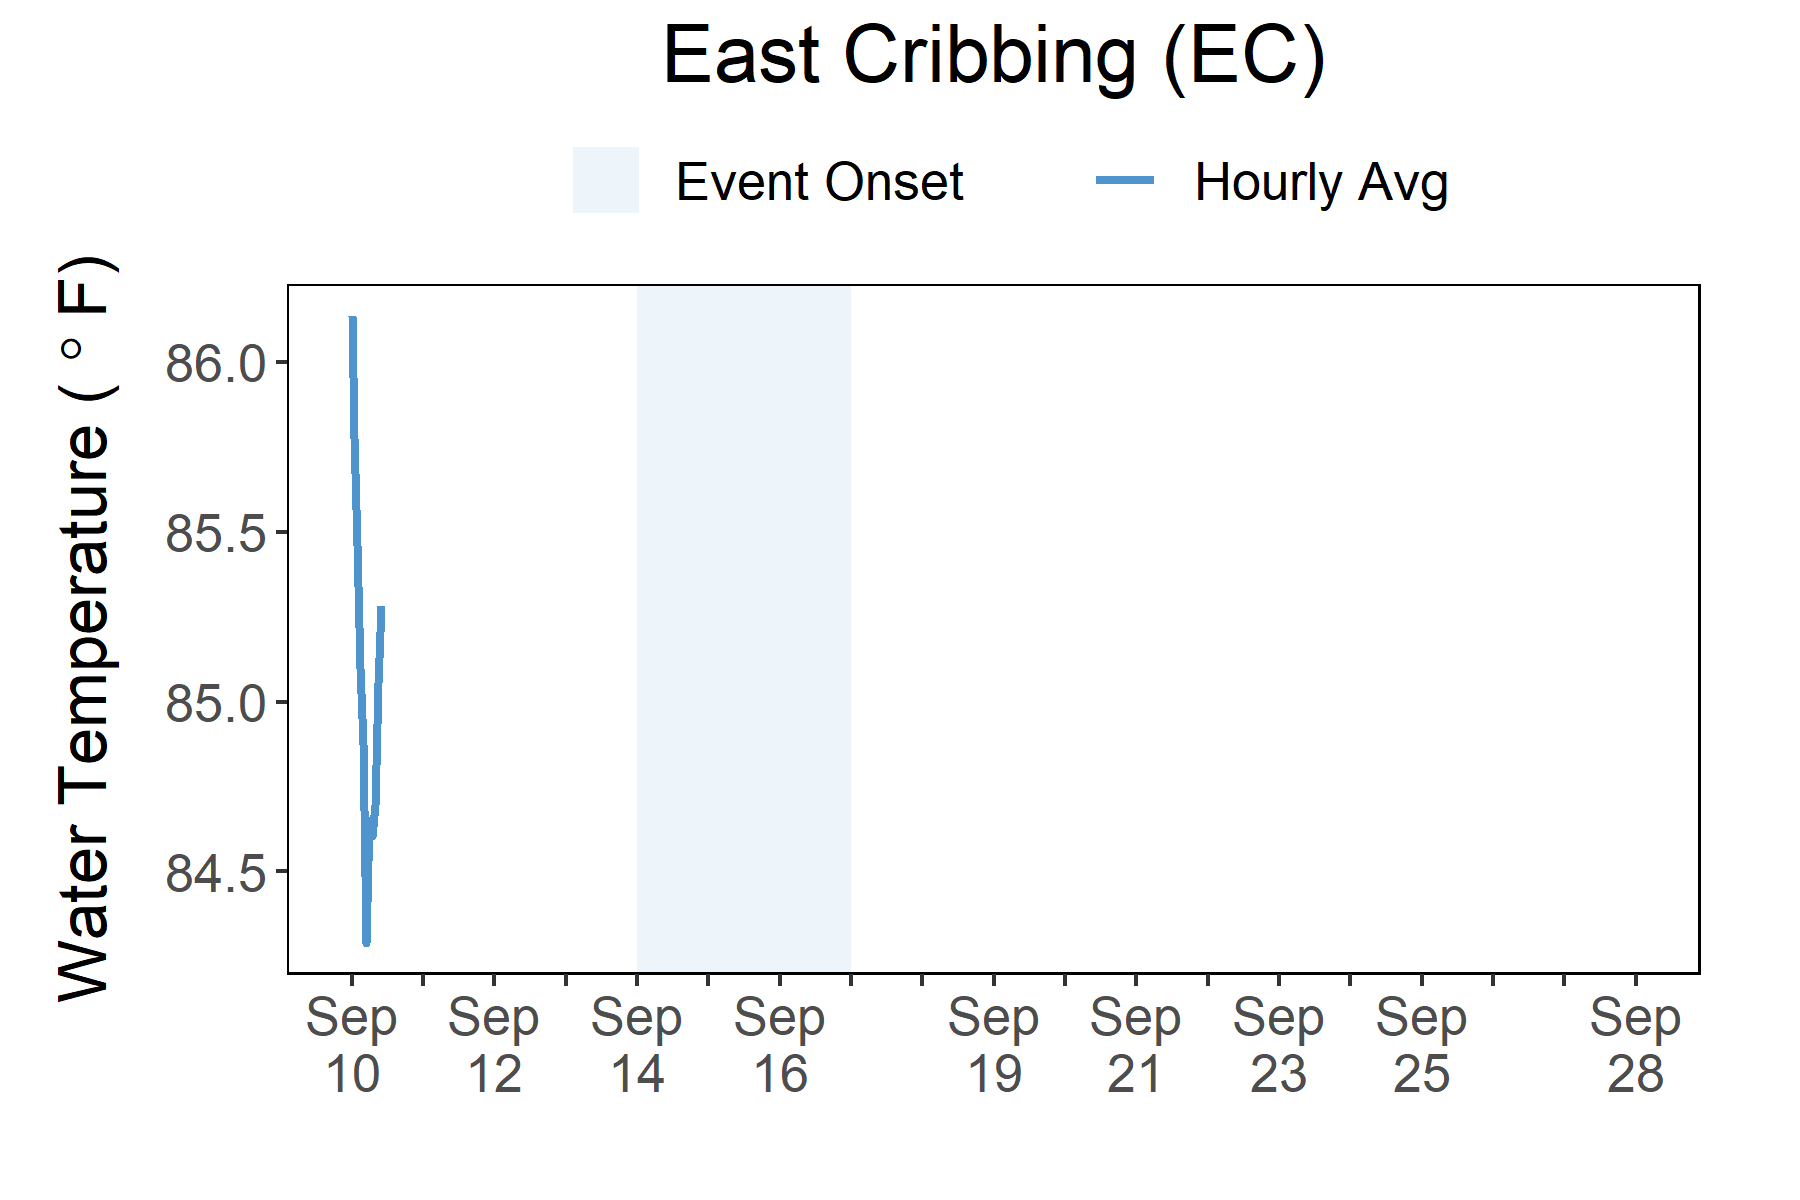 East Cribbing (EC)
Event Onset
Hourly Avg
Water Temperature ( ° F)
86.0
85.5
85.0
84.5
Sep
10
Sep
12
Sep
14
Sep
16
Sep
19
Sep
21
Sep
23
Sep
25
Sep
28